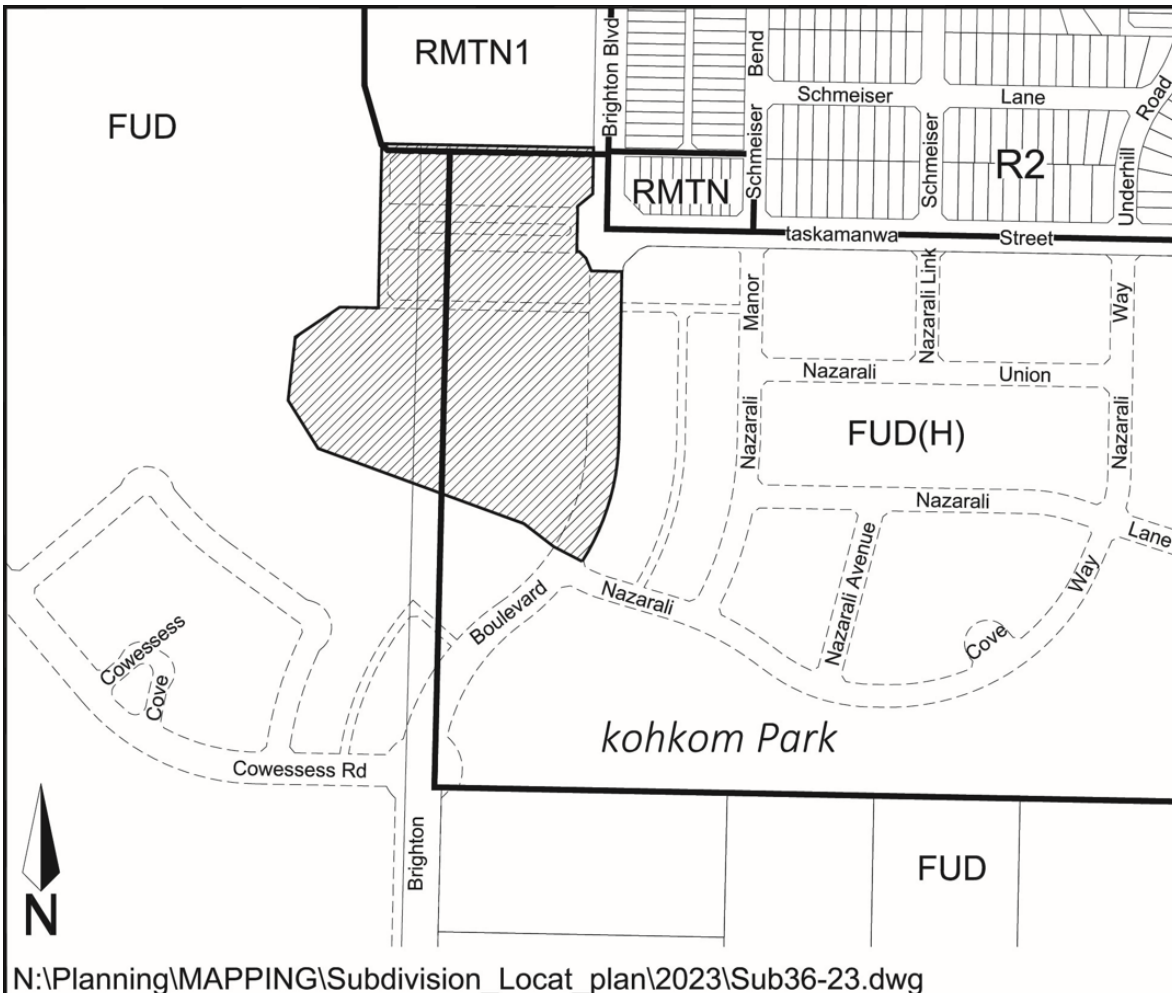 RMTN1
FUD
Brighton Blvd
Bend
Schmeiser
Lane
Road
Schmeiser
Schmeiser
R2
Underhill
RMTN
taskamanwa
Street
Manor
Nazarali Link
Way
Nazarali
Union
Nazarali
FUD(H)
Nazarali
Nazarali
Lane
Nazarali Avenue
Way
Boulevard
Nazarali
Cove
Cowessess
Cove
kohkom Park
Cowessess Rd
Brighton
FUD
N
N:\Planning\MAPPING\Subdivision_Locat_plan\2023\Sub36-23.dwg